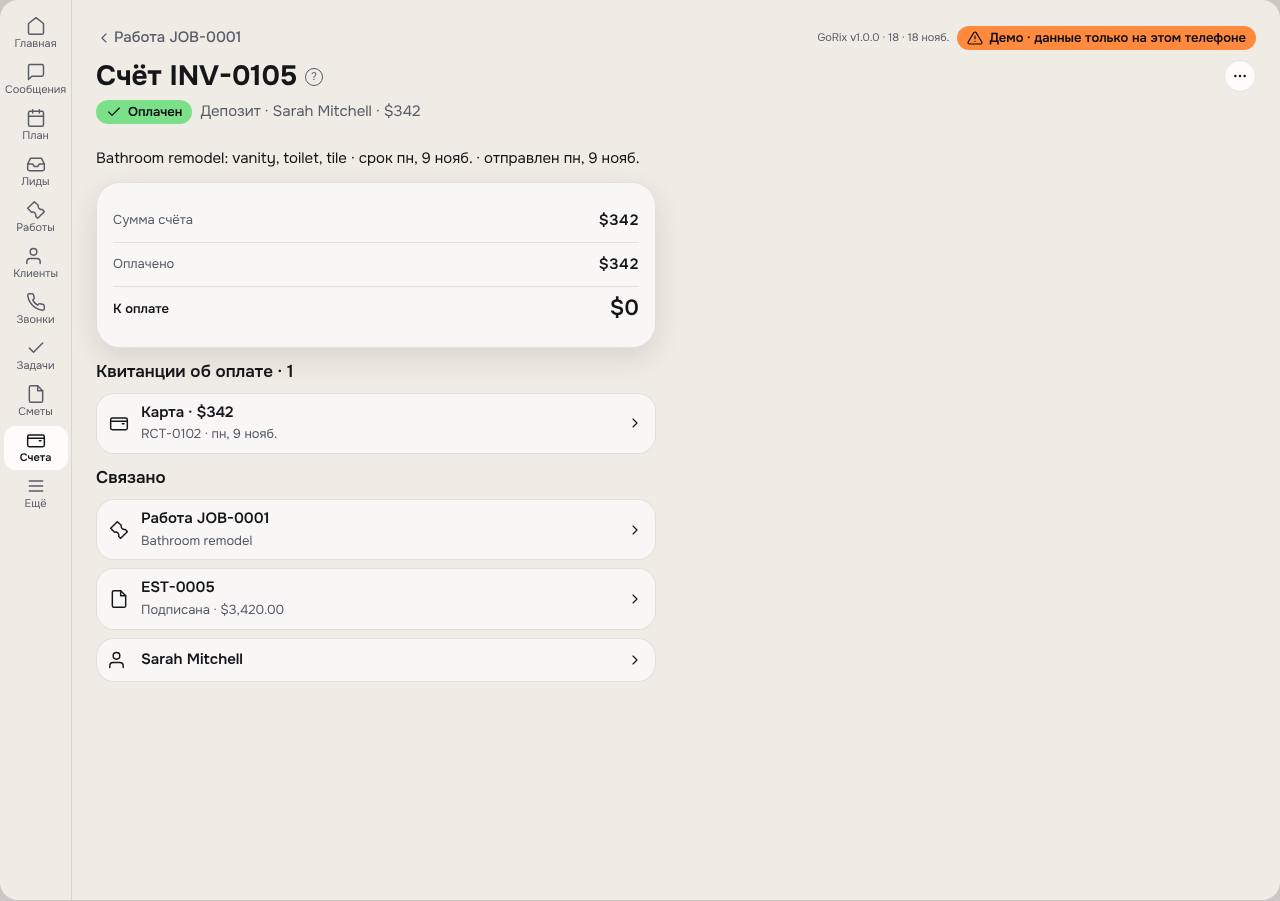 Главная
Сообщения
План
Лиды
Работы
Клиенты
Звонки
Задачи
Сметы
Счета
Ещё
Работа JOB-0001
GoRix v1.0.0 · 18 · 18 нояб.
Демо · данные только на этом телефоне
Счёт INV-0105 ?
Оплачен
Депозит · Sarah Mitchell · $342
Bathroom remodel: vanity, toilet, tile · срок пн, 9 нояб. · отправлен пн, 9 нояб.
Сумма счёта $342
Оплачено $342
К оплате $0
Квитанции об оплате · 1
Карта · $342
RCT-0102 · пн, 9 нояб.
Связано
Работа JOB-0001
Bathroom remodel
EST-0005
Подписана · $3,420.00
Sarah Mitchell